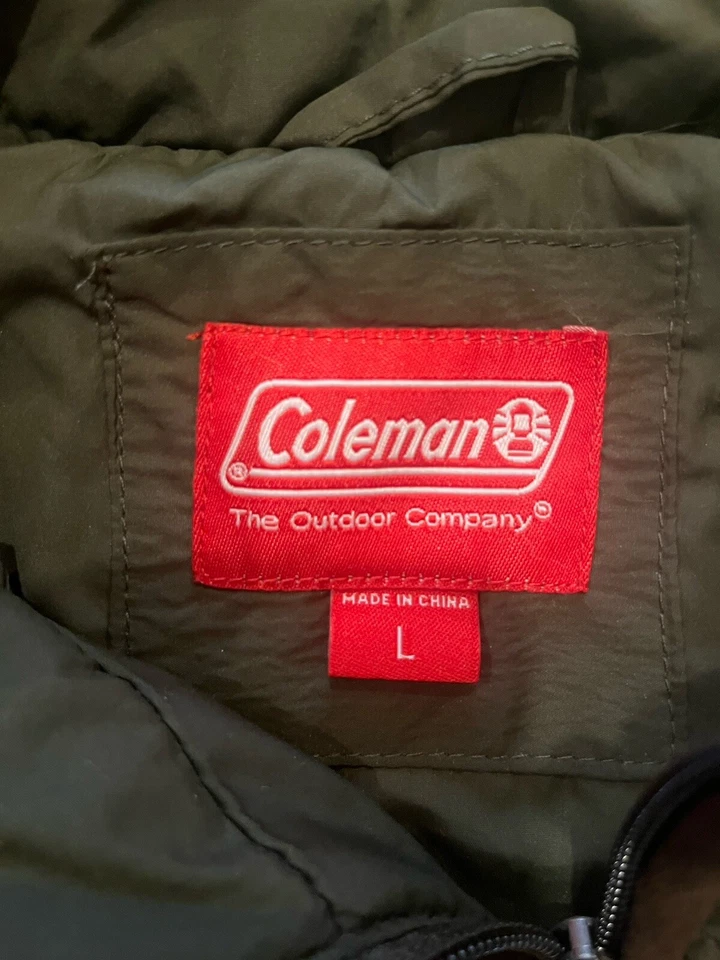 Coleman
®
The Outdoor Company®
MADE IN CHINA
L